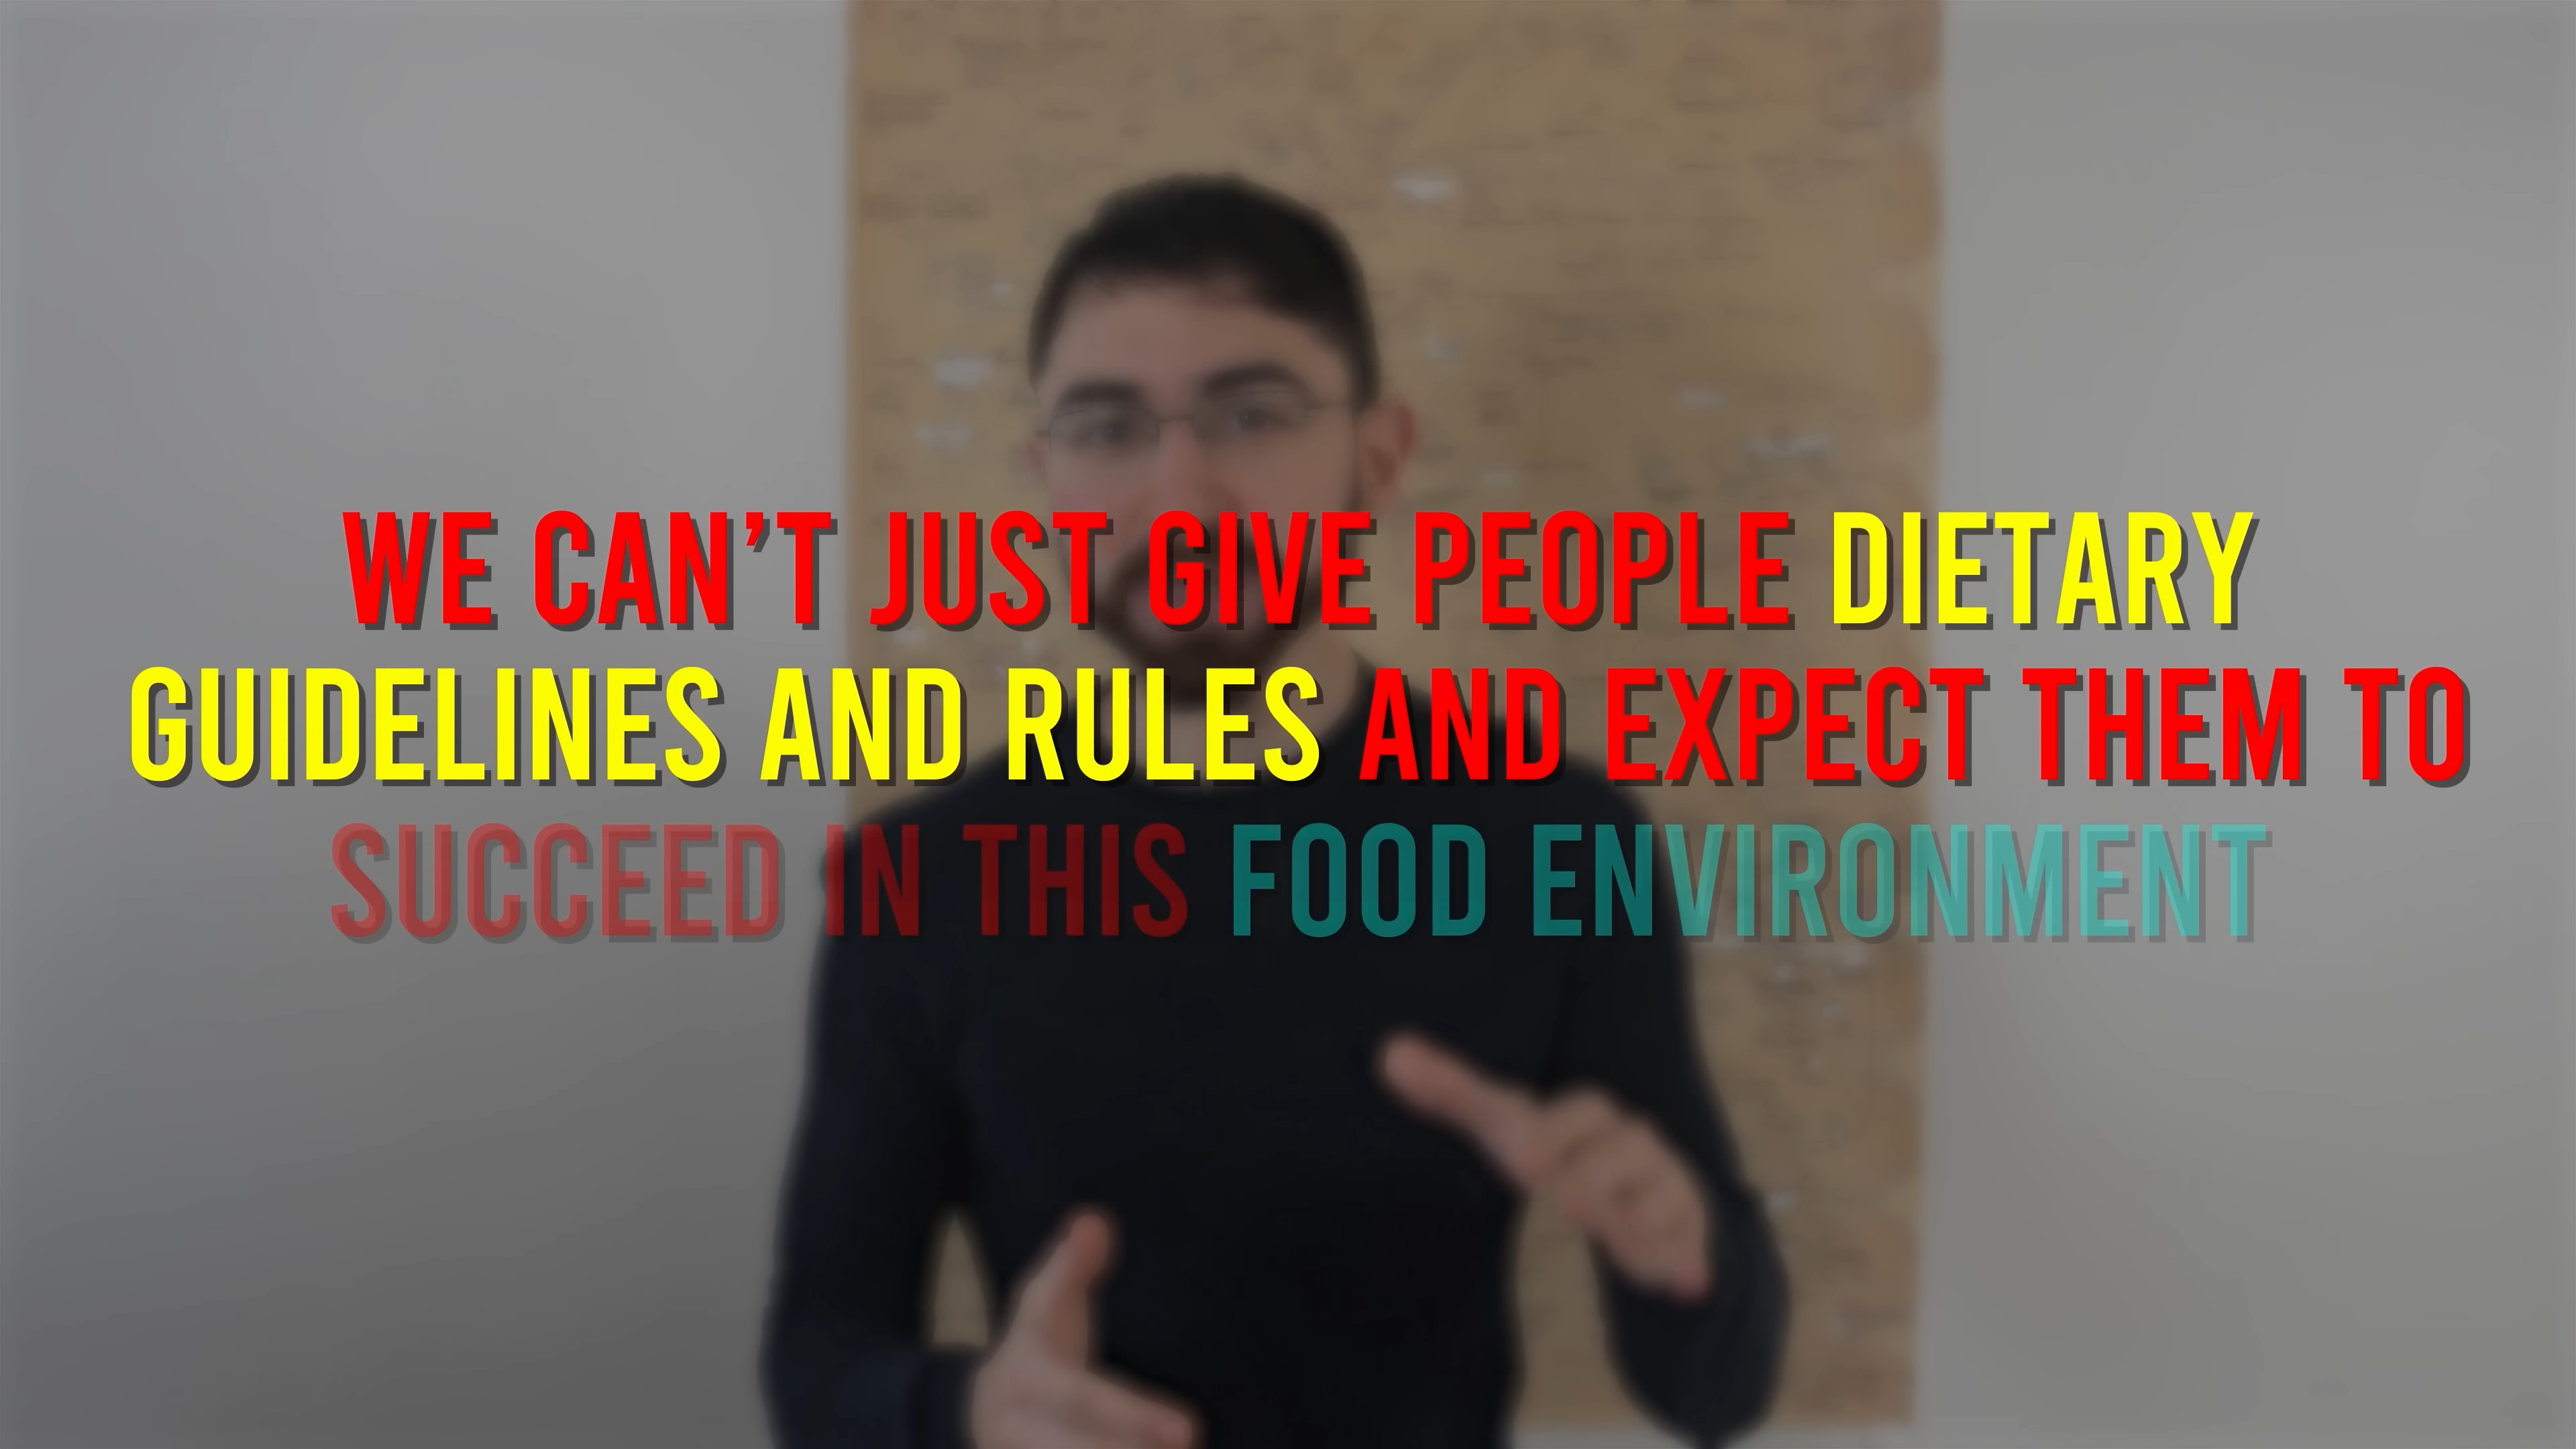 WE CAN'T JUST GIVE PEOPLE DIETARY
GUIDELINES AND RULES AND EXPECT THEM TO
SUCCEED IN THIS FOOD ENVIRONMENT